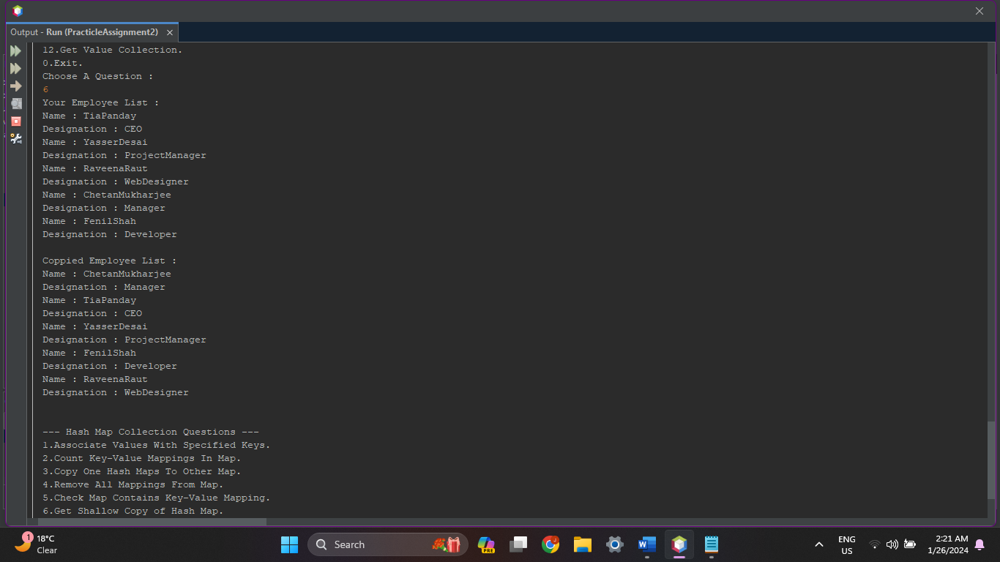 Output - Run (PracticleAssignment2)
12.Get Value Collection.
0.Exit.
Choose A Question :
6
Your Employee List :
Name : TiaPanday
Designation : CEO
Name : YasserDesai
Designation : ProjectManager
Name : RaveenaRaut
Designation : WebDesigner
Name : ChetanMukharjee
Designation : Manager
Name : FenilShah
Designation : Developer
Coppied Employee List :
Name : ChetanMukharjee
Designation : Manager
Name : TiaPanday
Designation : CEO
Name : YasserDesai
Designation : ProjectManager
Name : FenilShah
Designation : Developer
Name : RaveenaRaut
Designation : WebDesigner
--- Hash Map Collection Questions ---
1.Associate Values With Specified Keys.
2.Count Key-Value Mappings In Map.
3.Copy One Hash Maps To Other Map.
4.Remove All Mappings From Map.
5.Check Map Contains Key-Value Mapping.
6.Get Shallow Copy of Hash Map.
1
18°C
Clear
Search
PRE
W
ENG
US
2:21 AM
1/26/2024